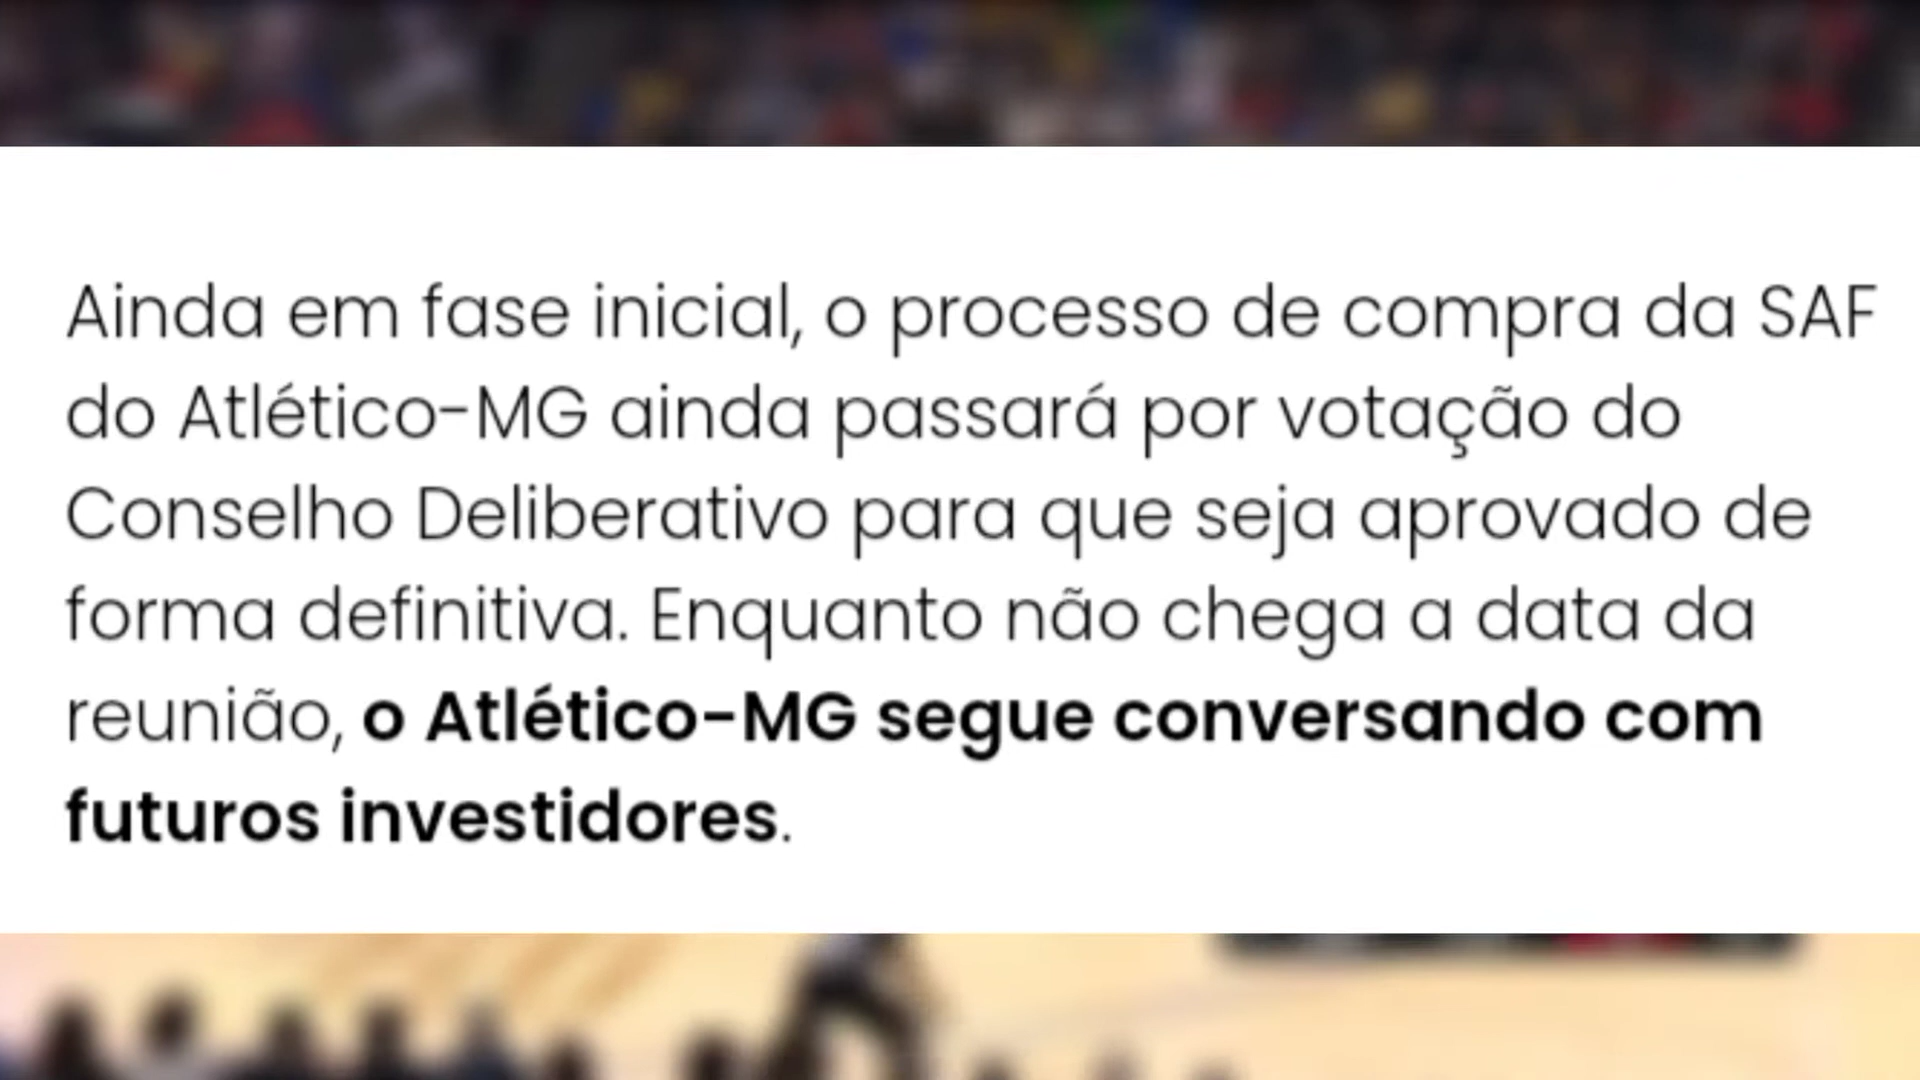 Ainda em fase inicial, o processo de compra da SAF
do Atlético-MG ainda passará por votação do
Conselho Deliberativo para que seja aprovado de
forma definitiva. Enquanto não chega a data da
reunião, o Atlético-MG segue conversando com
futuros investidores.